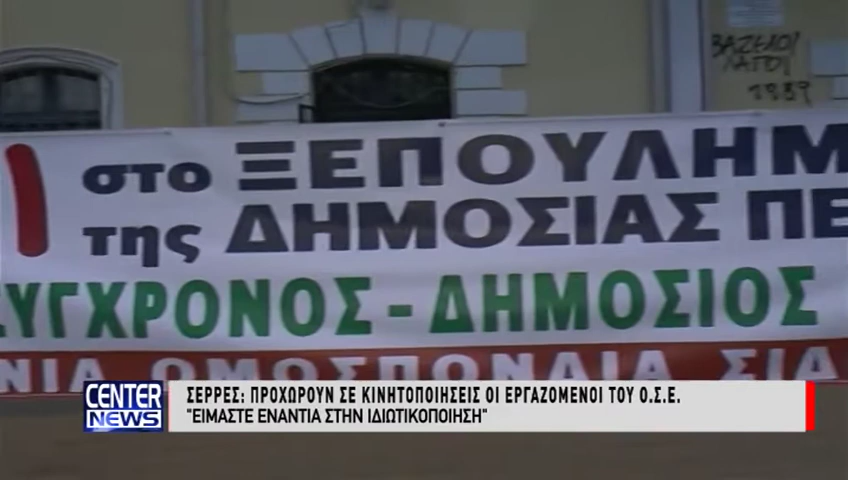 ΒΑΖΕΛΟΙ
ΛΑΓΟΙ
1989
Ι στο ΞΕΠΟΥΛΗΜ
της ΔΗΜΟΣΙΑΣ ΠΕ
ΣΥΓΧΡΟΝΟΣ - ΔΗΜΟΣΙΟΣ
ΝΙΑ ΟΜΟΣΠΟΝΔΙΑ ΣΙΔ
CENTER
NEWS
ΣΕΡΡΕΣ: ΠΡΟΧΩΡΟΥΝ ΣΕ ΚΙΝΗΤΟΠΟΙΗΣΕΙΣ ΟΙ ΕΡΓΑΖΟΜΕΝΟΙ ΤΟΥ Ο.Σ.Ε.
"ΕΙΜΑΣΤΕ ΕΝΑΝΤΙΑ ΣΤΗΝ ΙΔΙΩΤΙΚΟΠΟΙΗΣΗ"